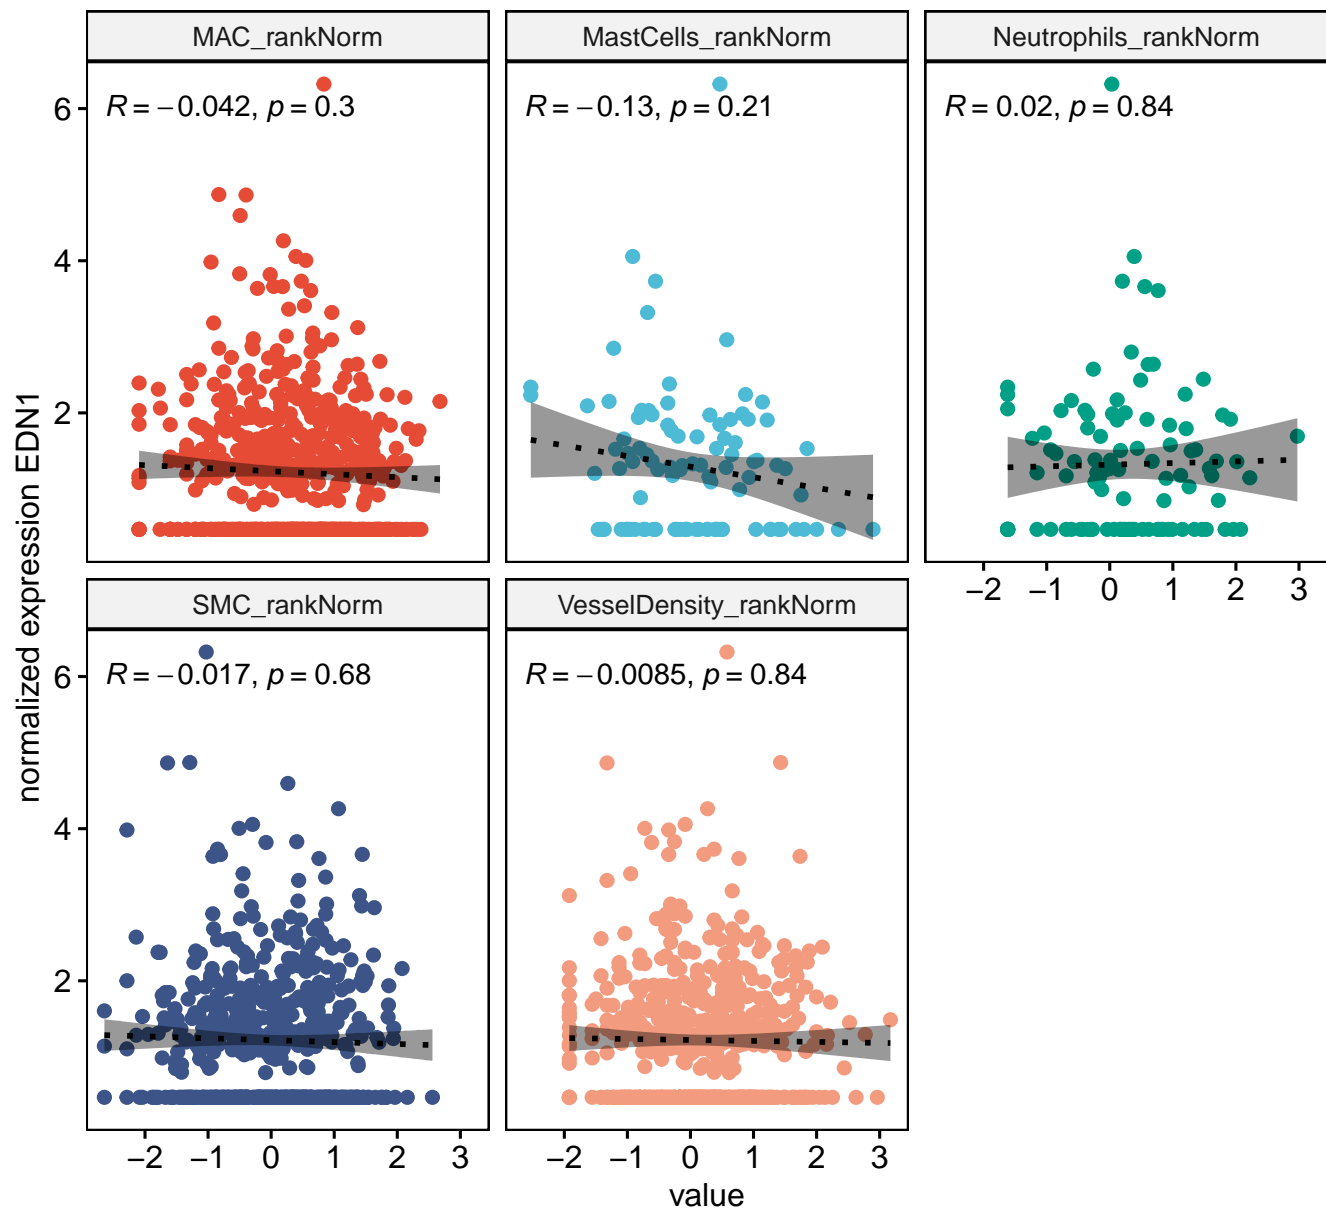 MAC_rankNorm
MastCells_rankNorm
Neutrophils_rankNorm
R = −0.042, p = 0.3
R = −0.13, p = 0.21
R = 0.02, p = 0.84
6
4
2
−2 −1 0 1 2 3
SMC_rankNorm
VesselDensity_rankNorm
R = −0.017, p = 0.68
R = −0.0085, p = 0.84
6
4
2
−2 −1 0 1 2 3
−2 −1 0 1 2 3
value
normalized expression EDN1